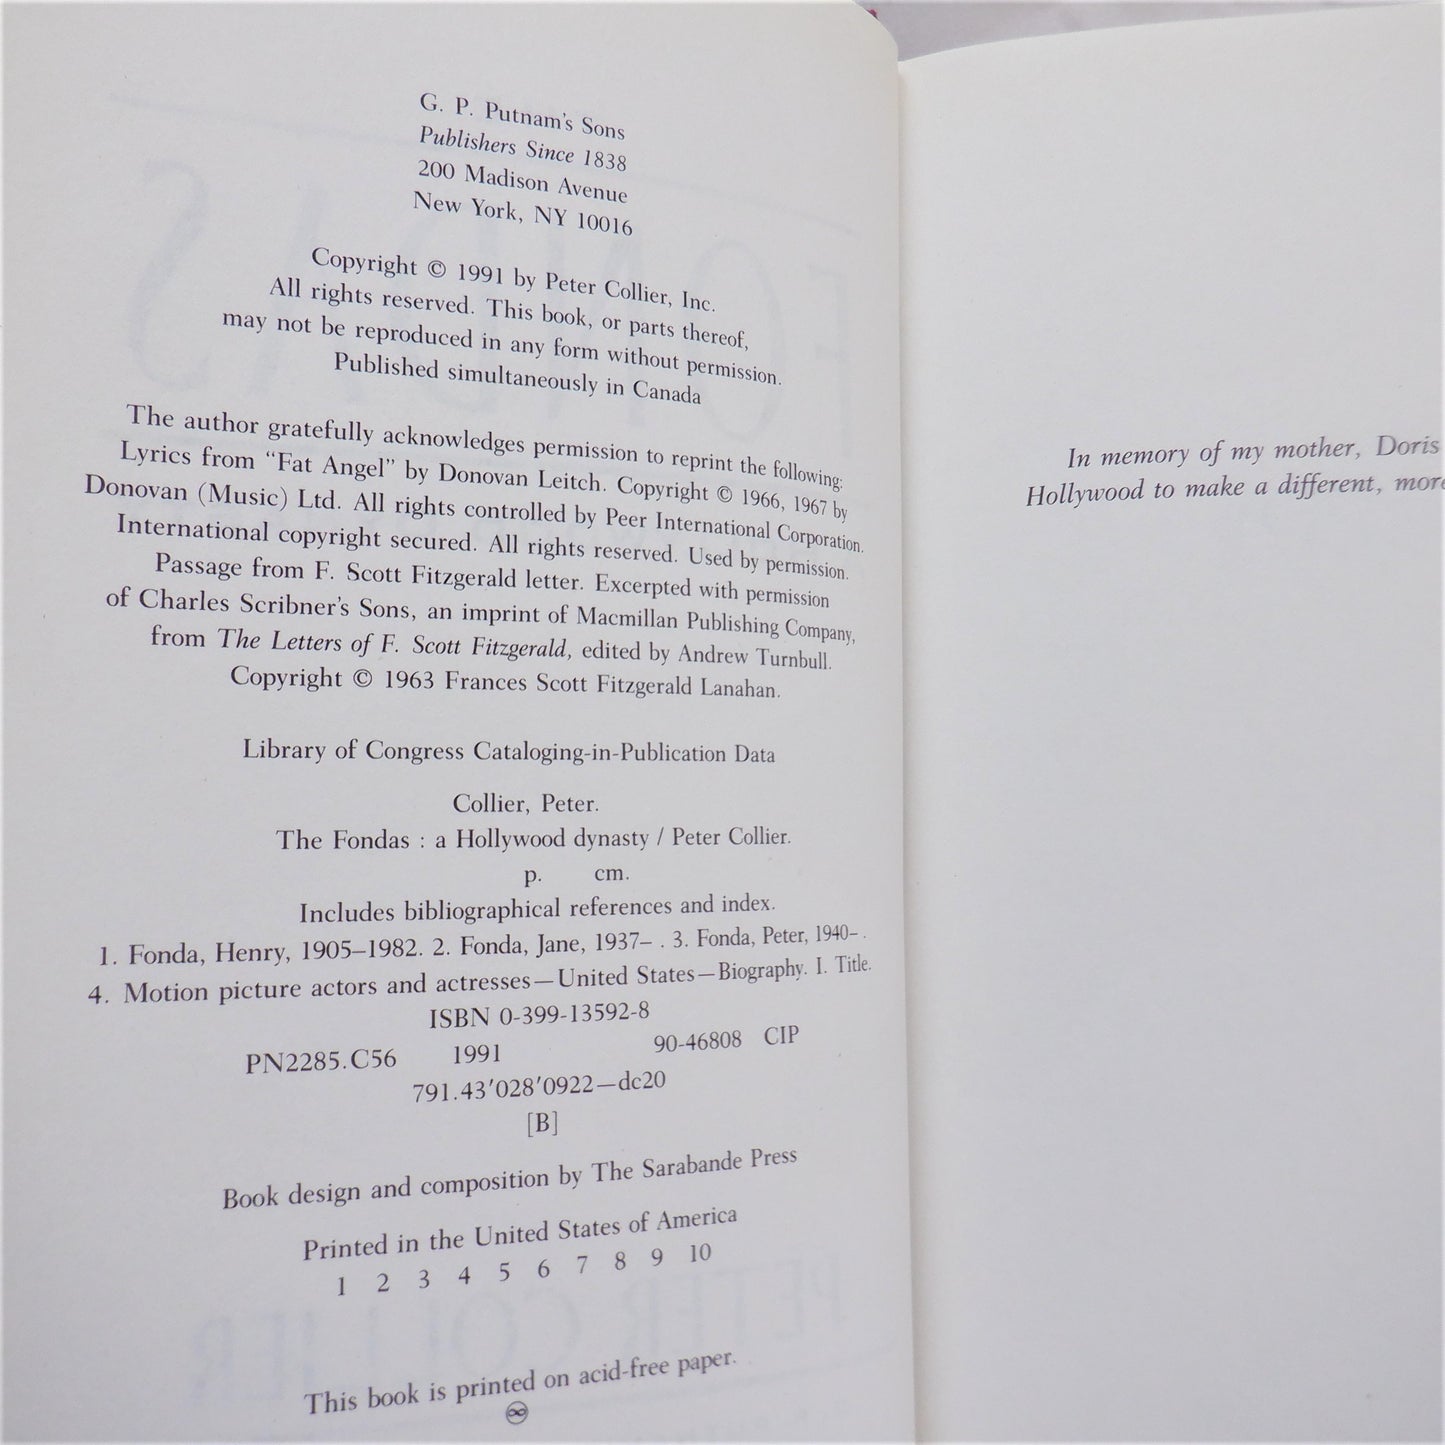 G. P. Putnam's Sons
Publishers Since 1838
200 Madison Avenue
New York, NY 10016
Copyright © 1991 by Peter Collier, Inc.
All rights reserved. This book, or parts thereof,
may not be reproduced in any form without permission.
Published simultaneously in Canada
The author gratefully acknowledges permission to reprint the following:
Lyrics from “Fat Angel” by Donovan Leitch. Copyright © 1966, 1967 by
Donovan (Music) Ltd. All rights controlled by Peer International Corporation.
International copyright secured. All rights reserved. Used by permission.
Passage from F. Scott Fitzgerald letter. Excerpted with permission
of Charles Scribner's Sons, an imprint of Macmillan Publishing Company,
from The Letters of F. Scott Fitzgerald, edited by Andrew Turnbull.
Copyright © 1963 Frances Scott Fitzgerald Lanahan.
Library of Congress Cataloging-in-Publication Data
Collier, Peter.
The Fondas : a Hollywood dynasty / Peter Collier.
p. cm.
Includes bibliographical references and index.
1. Fonda, Henry, 1905–1982. 2. Fonda, Jane, 1937– . 3. Fonda, Peter, 1940– .
4. Motion picture actors and actresses—United States—Biography. I. Title.
ISBN 0-399-13592-8
PN2285.C56 1991 90-46808 CIP
791.43′028′0922—dc20
[B]
Book design and composition by The Sarabande Press
Printed in the United States of America
1 2 3 4 5 6 7 8 9 10
This book is printed on acid-free paper.
In memory of my mother, Doris
Hollywood to make a different, more